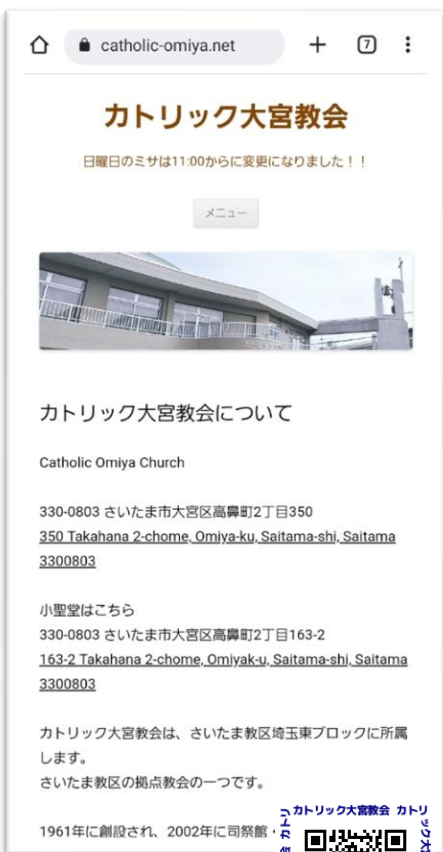 catholic-omiya.net
7
カトリック大宮教会
日曜日のミサは11:00からに変更になりました！！
メニュー
カトリック大宮教会について
Catholic Omiya Church
330-0803 さいたま市大宮区高鼻町2丁目350
350 Takahana 2-chome, Omiya-ku, Saitama-shi, Saitama
3300803
小聖堂はこちら
330-0803 さいたま市大宮区高鼻町2丁目163-2
163-2 Takahana 2-chome, Omiyak-u, Saitama-shi, Saitama
3300803
カトリック大宮教会は、さいたま教区埼玉東ブロックに所属
します。
さいたま教区の拠点教会の一つです。
1961年に創設され、2002年に司祭館・
カトリック大宮教会 カトリ
ック大